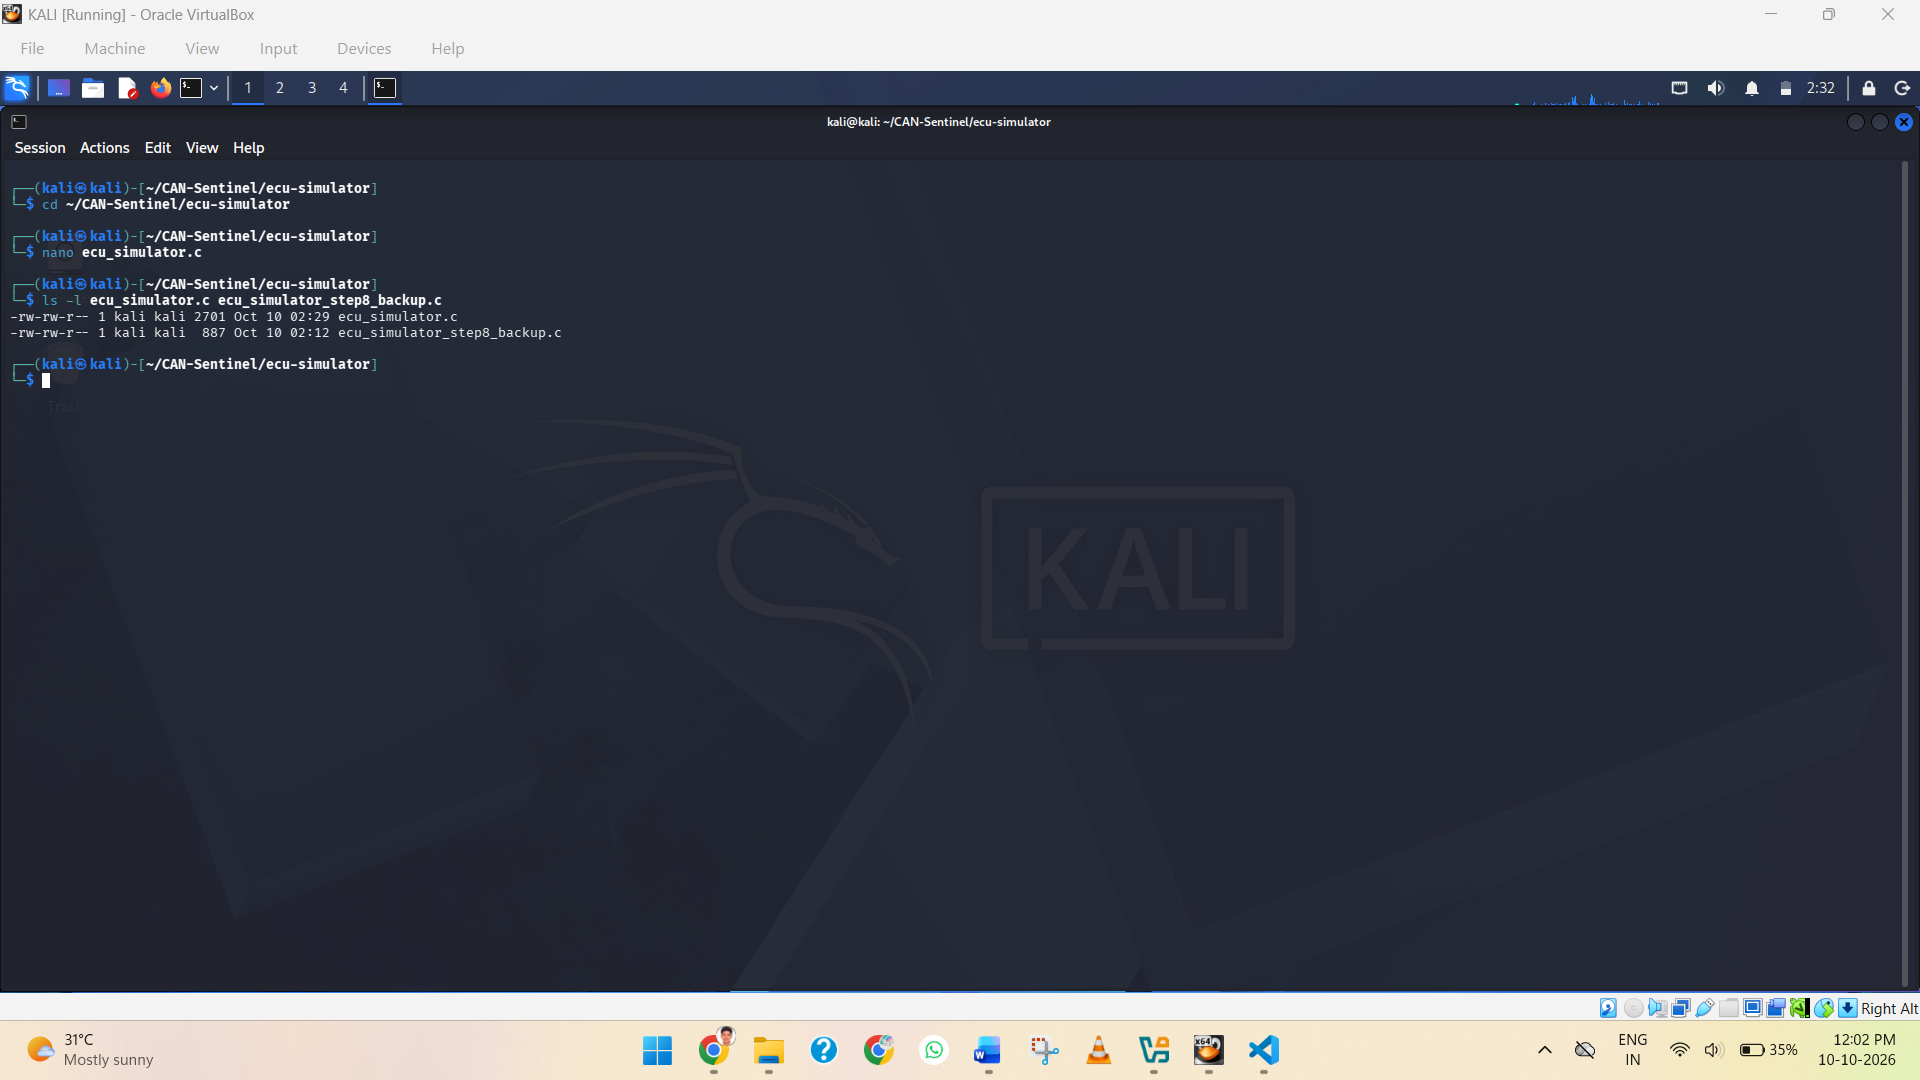 KALI [Running] - Oracle VirtualBox
File Machine View Input Devices Help
1 2 3 4 2:32
kali@kali: ~/CAN-Sentinel/ecu-simulator
Session Actions Edit View Help
┌──(kali㉿kali)-[~/CAN-Sentinel/ecu-simulator]
└─$ cd ~/CAN-Sentinel/ecu-simulator
┌──(kali㉿kali)-[~/CAN-Sentinel/ecu-simulator]
└─$ nano ecu_simulator.c
┌──(kali㉿kali)-[~/CAN-Sentinel/ecu-simulator]
└─$ ls -l ecu_simulator.c ecu_simulator_step8_backup.c
-rw-rw-r-- 1 kali kali 2701 Oct 10 02:29 ecu_simulator.c
-rw-rw-r-- 1 kali kali  887 Oct 10 02:12 ecu_simulator_step8_backup.c
┌──(kali㉿kali)-[~/CAN-Sentinel/ecu-simulator]
└─$
Trash
KALI
Right Alt
31°C
Mostly sunny
ENG
IN
35%
12:02 PM
10-10-2026